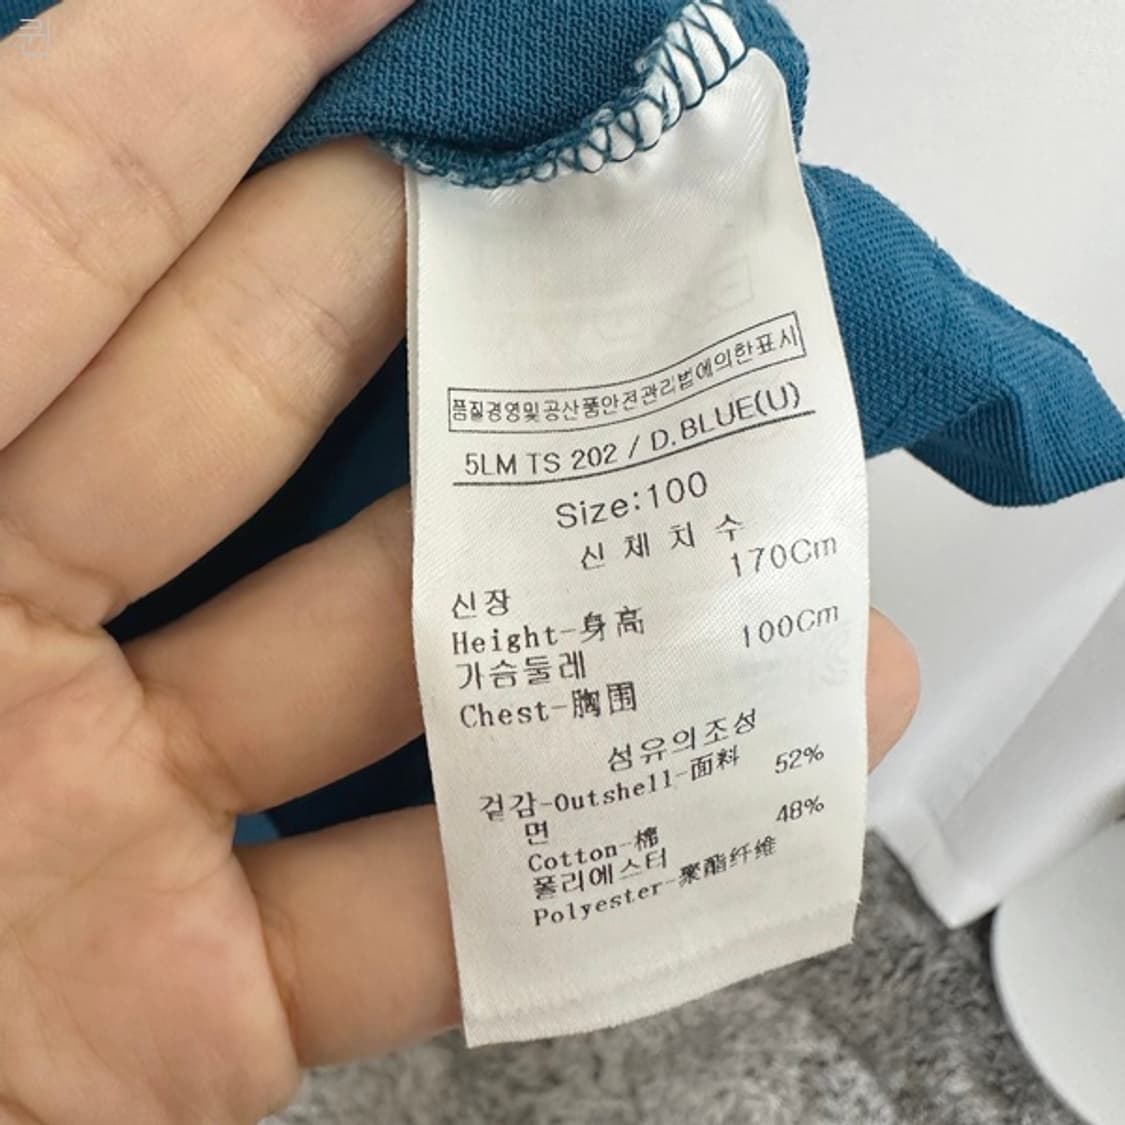 퀸
품질경영및공산품안전관리법에의한표시
5LM TS 202 / D.BLUE(U)
Size:100
신체치수
170Cm
신장
Height-身高
100Cm
가슴둘레
Chest-胸围
섬유의조성
겉감-Outshell-面料
52%
면
Cotton-棉
48%
폴리에스터
Polyester-聚酯纤维